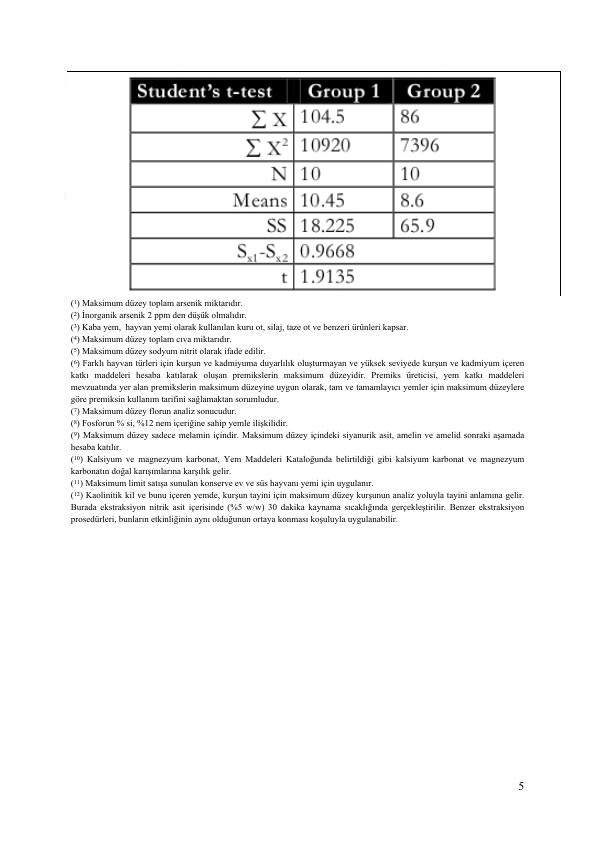 Student's t-test Group 1 Group 2
∑ X 104.5 86
∑ X² 10920 7396
N 10 10
Means 10.45 8.6
SS 18.225 65.9
Sx1-Sx2 0.9668
t 1.9135
(¹) Maksimum düzey toplam arsenik miktarıdır.
(²) İnorganik arsenik 2 ppm den düşük olmalıdır.
(³) Kaba yem, hayvan yemi olarak kullanılan kuru ot, silaj, taze ot ve benzeri ürünleri kapsar.
(⁴) Maksimum düzey toplam cıva miktarıdır.
(⁵) Maksimum düzey sodyum nitrit olarak ifade edilir.
(⁶) Farklı hayvan türleri için kurşun ve kadmiyuma duyarlılık oluşturmayan ve yüksek seviyede kurşun ve kadmiyum içeren
katkı maddeleri hesaba katılarak oluşan premikslerin maksimum düzeyidir. Premiks üreticisi, yem katkı maddeleri
mevzuatında yer alan premikslerin maksimum düzeyine uygun olarak, tam ve tamamlayıcı yemler için maksimum düzeylere
göre premiksin kullanım tarifini sağlamaktan sorumludur.
(⁷) Maksimum düzey florun analiz sonucudur.
(⁸) Fosforun % si, %12 nem içeriğine sahip yemle ilişkilidir.
(⁹) Maksimum düzey sadece melamin içindir. Maksimum düzey içindeki siyanurik asit, amelin ve amelid sonraki aşamada
hesaba katılır.
(¹⁰) Kalsiyum ve magnezyum karbonat, Yem Maddeleri Kataloğunda belirtildiği gibi kalsiyum karbonat ve magnezyum
karbonatın doğal karışımlarına karşılık gelir.
(¹¹) Maksimum limit satışa sunulan konserve ev ve süs hayvanı yemi için uygulanır.
(¹²) Kaolinitik kil ve bunu içeren yemde, kurşun tayini için maksimum düzey kurşunun analiz yoluyla tayini anlamına gelir.
Burada ekstraksiyon nitrik asit içerisinde (%5 w/w) 30 dakika kaynama sıcaklığında gerçekleştirilir. Benzer ekstraksiyon
prosedürleri, bunların etkinliğinin aynı olduğunun ortaya konması koşuluyla uygulanabilir.
5